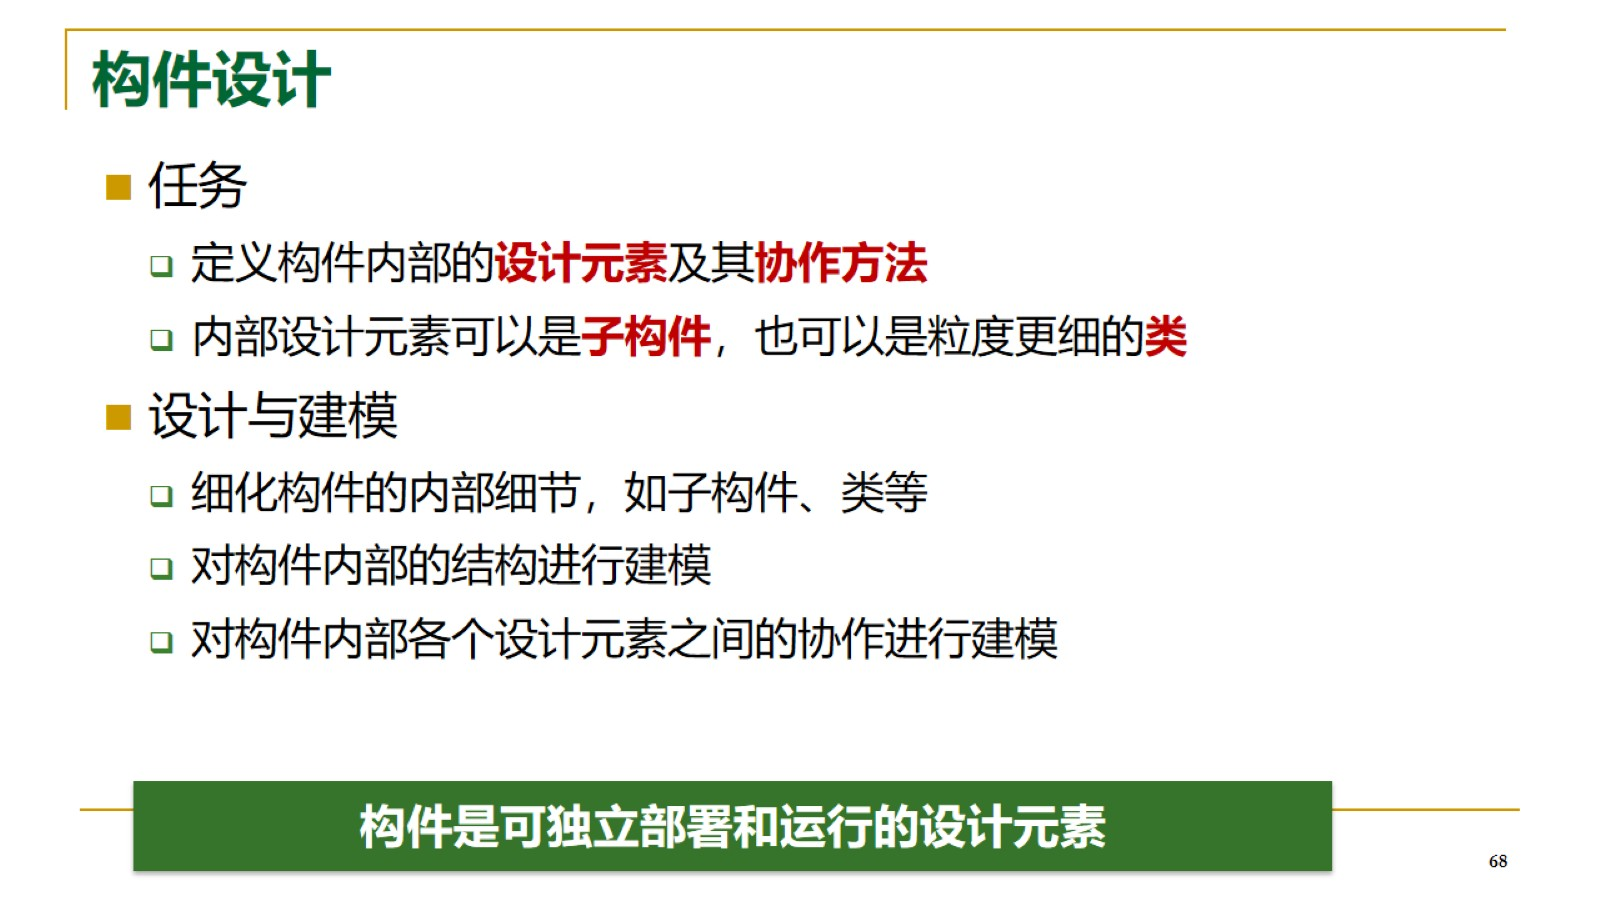 构件设计
任务
定义构件内部的设计元素及其协作方法
内部设计元素可以是子构件，也可以是粒度更细的类
设计与建模
细化构件的内部细节，如子构件、类等
对构件内部的结构进行建模
对构件内部各个设计元素之间的协作进行建模
构件是可独立部署和运行的设计元素
68